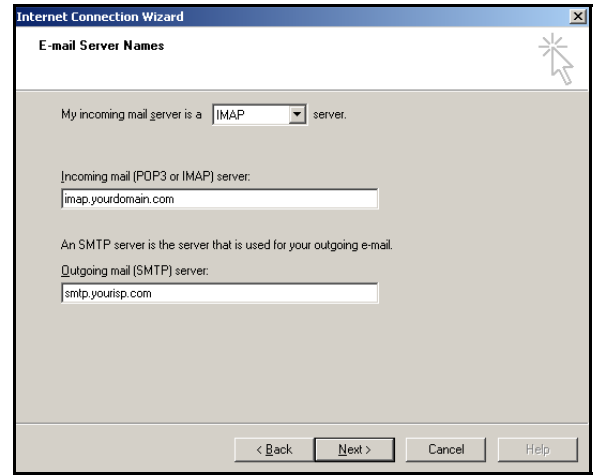 Internet Connection Wizard
E-mail Server Names
My incoming mail server is a IMAP server.
Incoming mail (POP3 or IMAP) server:
imap.yourdomain.com
An SMTP server is the server that is used for your outgoing e-mail.
Outgoing mail (SMTP) server:
smtp.yourisp.com
< Back Next > Cancel Help